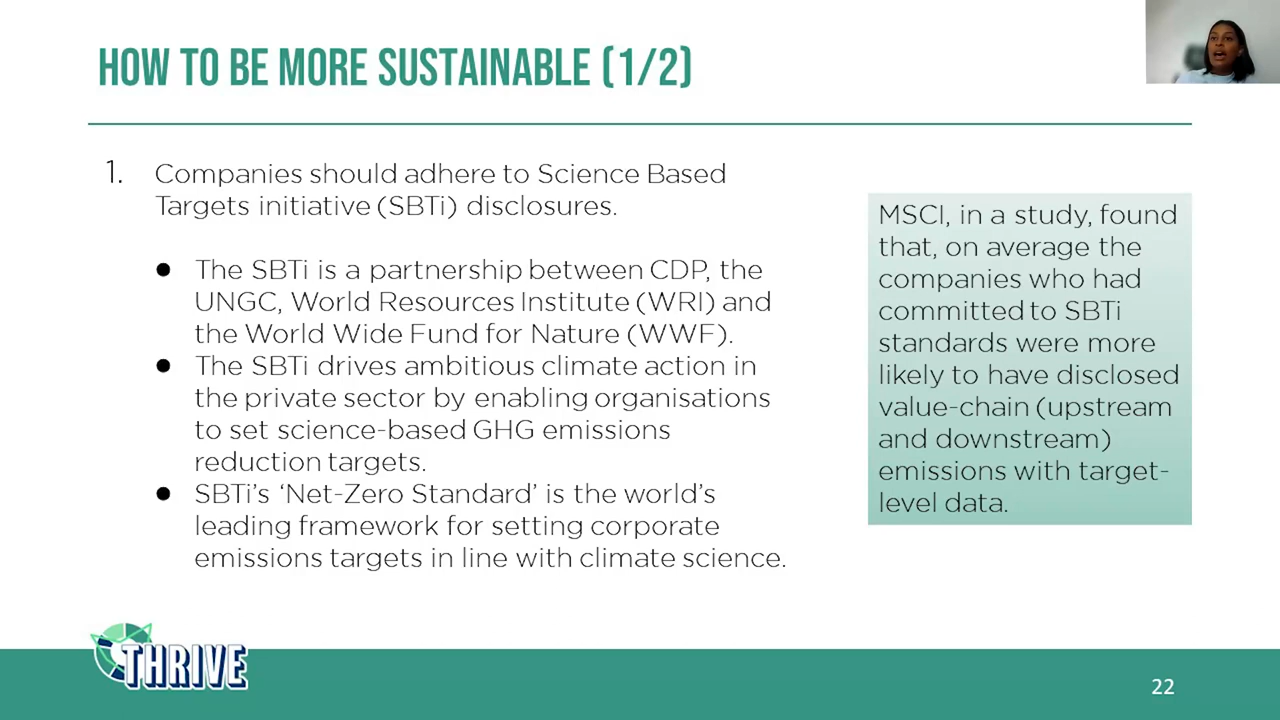 HOW TO BE MORE SUSTAINABLE (1/2)
1. Companies should adhere to Science Based
Targets initiative (SBTi) disclosures.
● The SBTi is a partnership between CDP, the
UNGC, World Resources Institute (WRI) and
the World Wide Fund for Nature (WWF).
● The SBTi drives ambitious climate action in
the private sector by enabling organisations
to set science-based GHG emissions
reduction targets.
● SBTi's ‘Net-Zero Standard’ is the world's
leading framework for setting corporate
emissions targets in line with climate science.
MSCI, in a study, found
that, on average the
companies who had
committed to SBTi
standards were more
likely to have disclosed
value-chain (upstream
and downstream)
emissions with target-
level data.
THRIVE
22